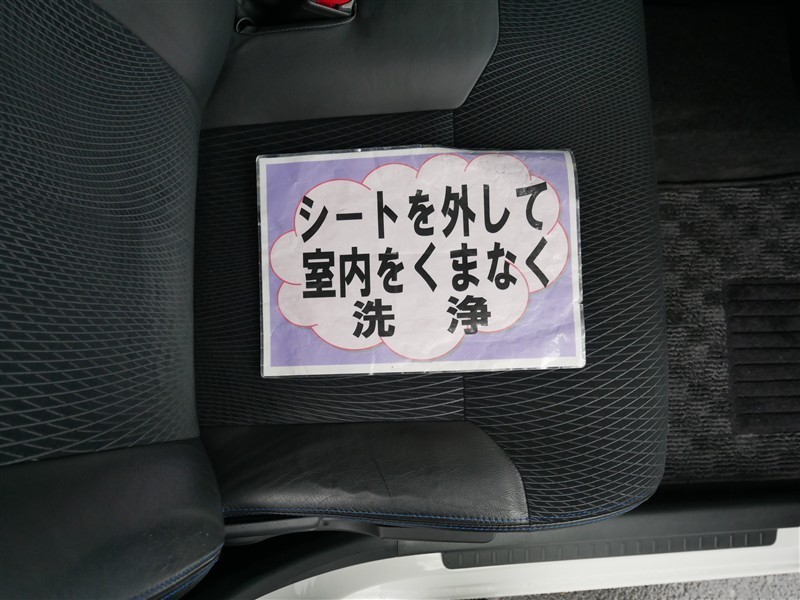 シートを外して
室内をくまなく
洗 浄